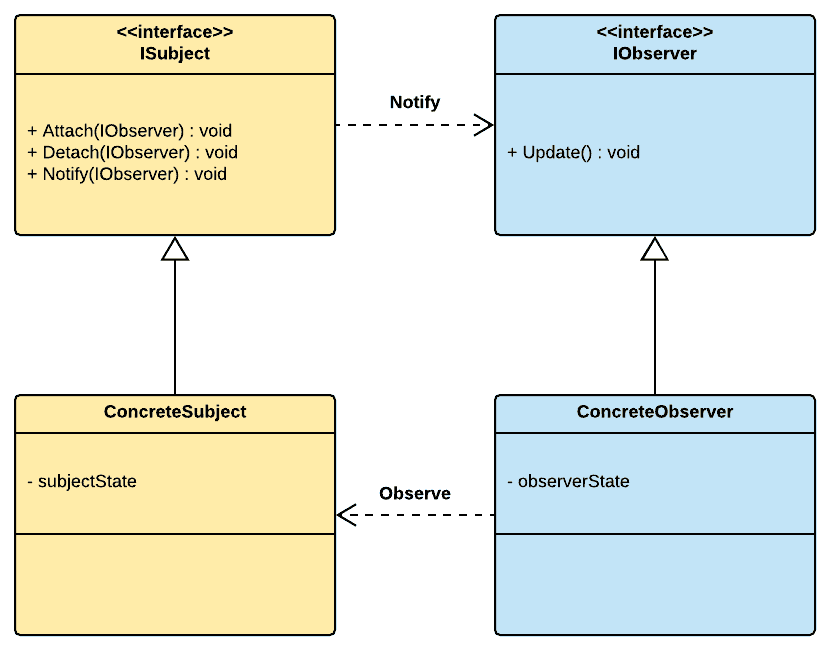 <<interface>>
ISubject
+ Attach(IObserver) : void
+ Detach(IObserver) : void
+ Notify(IObserver) : void
Notify
<<interface>>
IObserver
+ Update() : void
ConcreteSubject
- subjectState
Observe
ConcreteObserver
- observerState